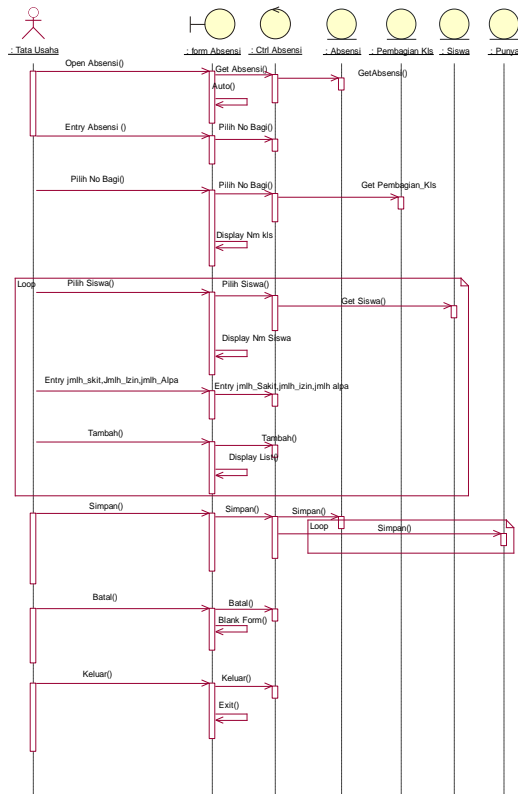 : Tata Usaha
: form Absensi
: Ctrl Absensi
: Absensi
: Pembagian Kls
: Siswa
: Punya
Open Absensi()
Get Absensi()
GetAbsensi()
Auto()
Entry Absensi ()
Pilih No Bagi()
Pilih No Bagi()
Pilih No Bagi()
Get Pembagian_Kls
Display Nm kls
Loop
Pilih Siswa()
Pilih Siswa()
Get Siswa()
Display Nm Siswa
Entry jmlh_skit,Jmlh_Izin,jmlh_Alpa
Entry jmlh_Sakit,jmlh_izin,jmlh alpa
Tambah()
Tambah()
Display List()
Simpan()
Simpan()
Simpan()
Loop
Simpan()
Batal()
Batal()
Blank Form()
Keluar()
Keluar()
Exit()